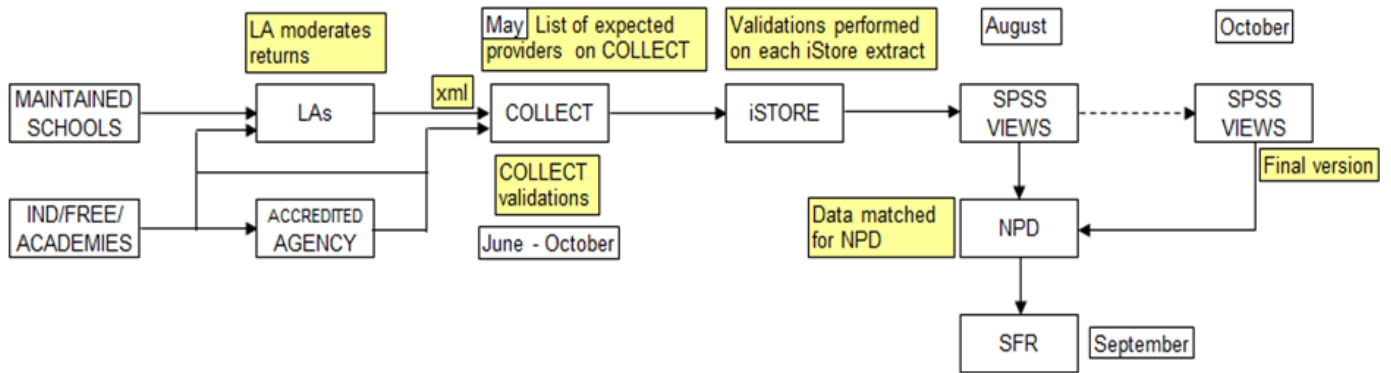 LA moderates
returns
May List of expected
providers on COLLECT
Validations performed
on each iStore extract
August
October
MAINTAINED
SCHOOLS
LAs
xml
COLLECT
iSTORE
SPSS
VIEWS
SPSS
VIEWS
COLLECT
validations
Final version
IND/FREE/
ACADEMIES
ACCREDITED
AGENCY
June - October
Data matched
for NPD
NPD
SFR
September